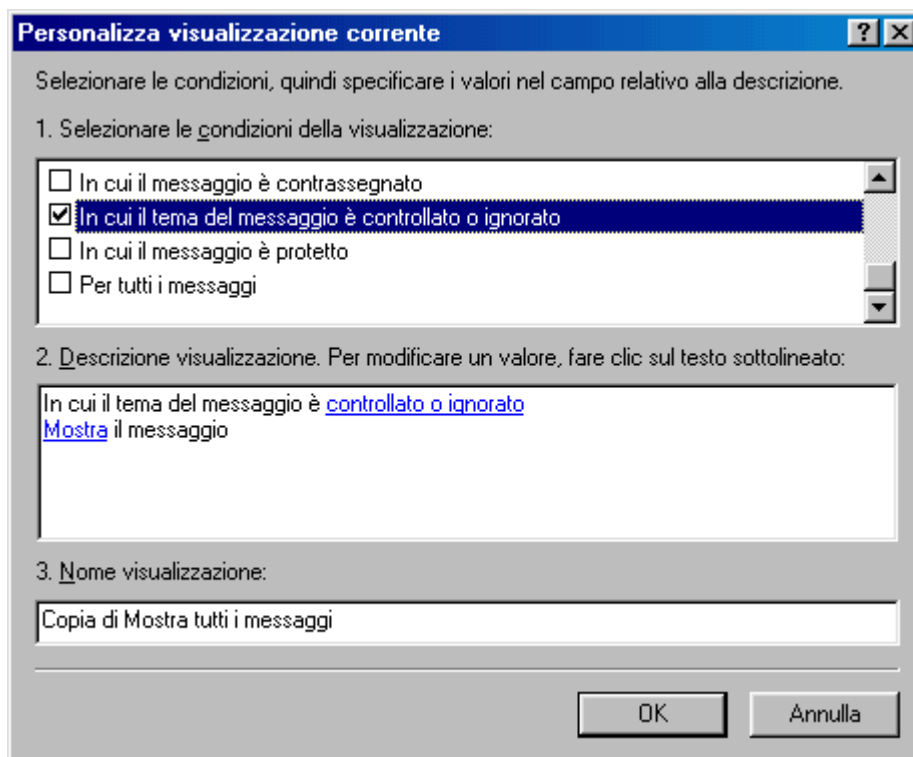 Personalizza visualizzazione corrente
Selezionare le condizioni, quindi specificare i valori nel campo relativo alla descrizione.
1. Selezionare le condizioni della visualizzazione:
In cui il messaggio è contrassegnato
In cui il tema del messaggio è controllato o ignorato
In cui il messaggio è protetto
Per tutti i messaggi
2. Descrizione visualizzazione. Per modificare un valore, fare clic sul testo sottolineato:
In cui il tema del messaggio è controllato o ignorato
Mostra il messaggio
3. Nome visualizzazione:
Copia di Mostra tutti i messaggi
OK Annulla